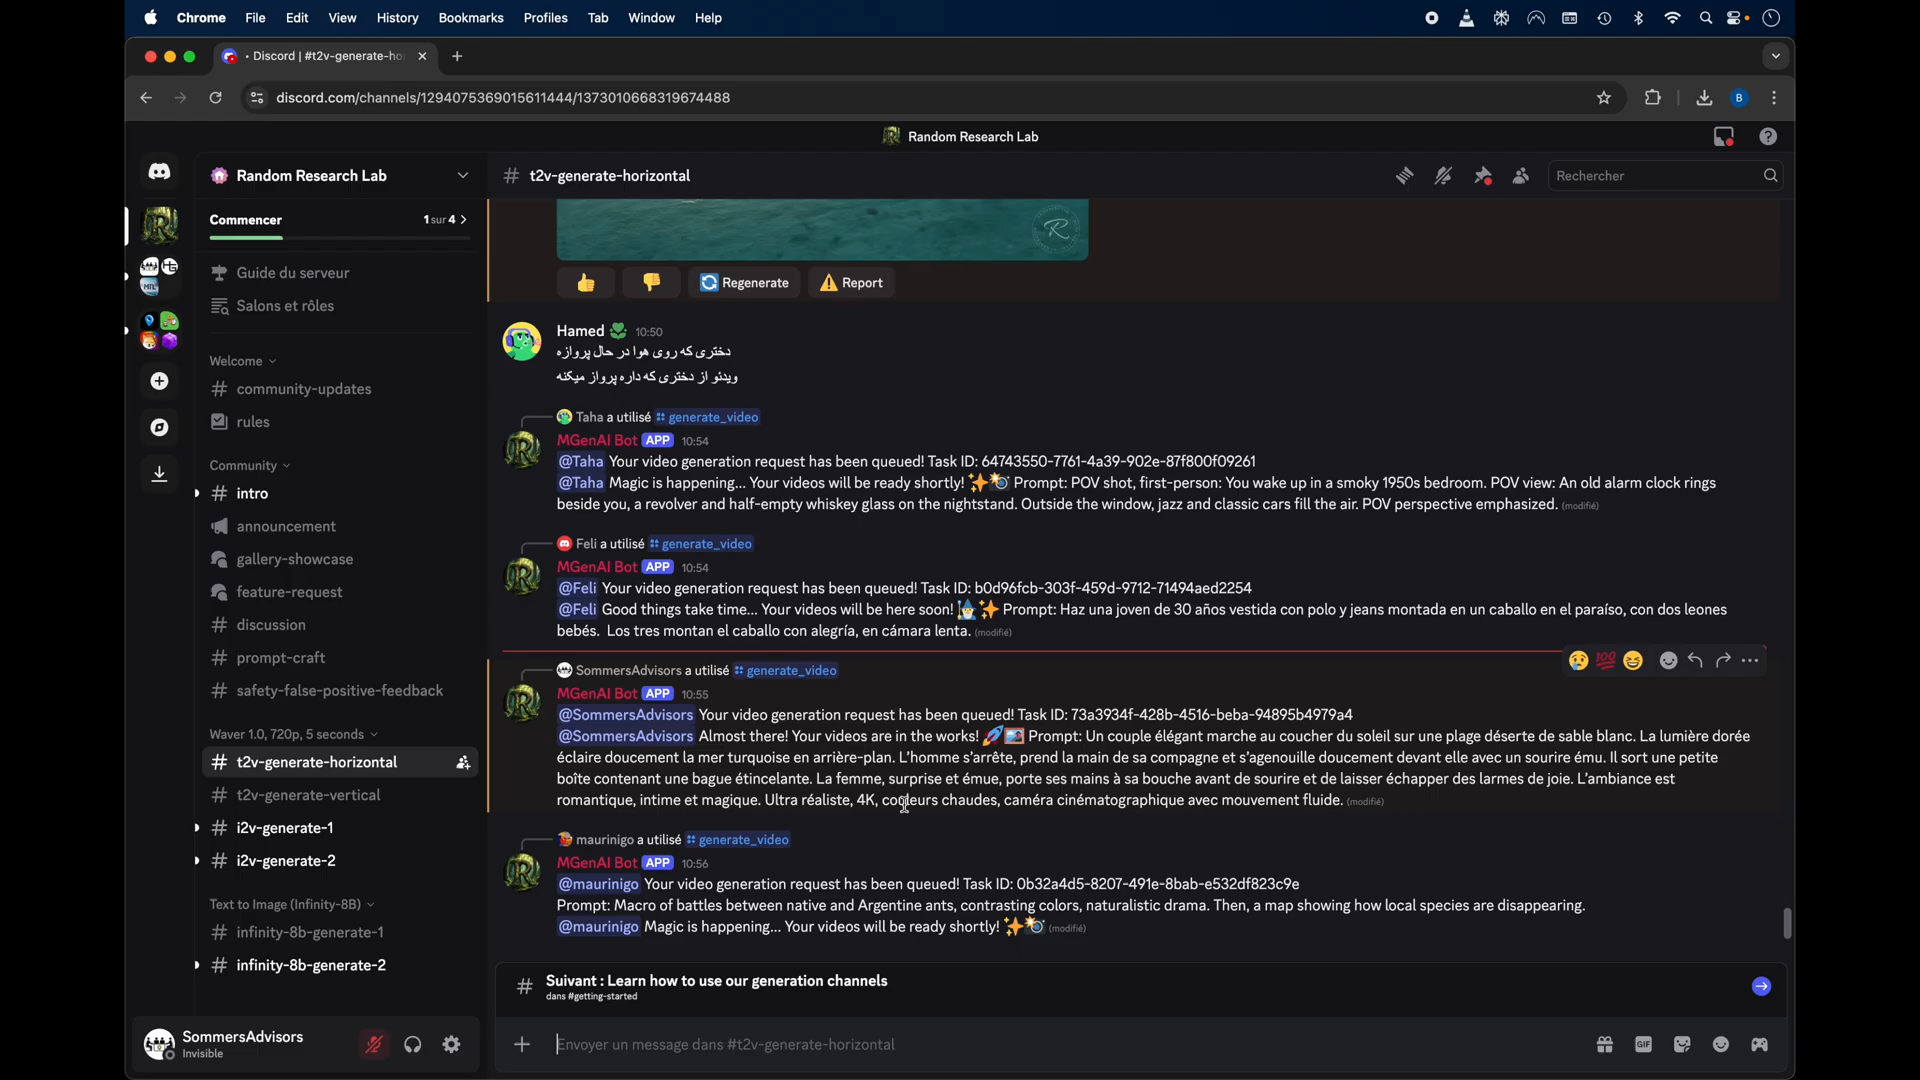 Chrome File Edit View History Bookmarks Profiles Tab Window Help
• Discord | #t2v-generate-ho
discord.com/channels/1294075369015611444/1373010668319674488
B
Random Research Lab
Random Research Lab
Commencer 1 sur 4
Guide du serveur
Salons et rôles
Welcome
community-updates
rules
Community
intro
announcement
gallery-showcase
feature-request
discussion
prompt-craft
safety-false-positive-feedback
Waver 1.0, 720p, 5 seconds
t2v-generate-horizontal
t2v-generate-vertical
i2v-generate-1
i2v-generate-2
Text to Image (Infinity-8B)
infinity-8b-generate-1
infinity-8b-generate-2
SommersAdvisors
Invisible
t2v-generate-horizontal
Rechercher
R
👍 👎 Regenerate Report
Hamed 10:50
دختری که روی هوا در حال پروازه
ویدئو از دختری که داره پرواز میکنه
Taha a utilisé generate_video
MGenAI Bot APP 10:54
@Taha Your video generation request has been queued! Task ID: 64743550-7761-4a39-902e-87f800f09261
@Taha Magic is happening... Your videos will be ready shortly! ✨📸 Prompt: POV shot, first-person: You wake up in a smoky 1950s bedroom. POV view: An old alarm clock rings
beside you, a revolver and half-empty whiskey glass on the nightstand. Outside the window, jazz and classic cars fill the air. POV perspective emphasized. (modifié)
Feli a utilisé generate_video
MGenAI Bot APP 10:54
@Feli Your video generation request has been queued! Task ID: b0d96fcb-303f-459d-9712-71494aed2254
@Feli Good things take time... Your videos will be here soon! 🧙‍♂️✨ Prompt: Haz una joven de 30 años vestida con polo y jeans montada en un caballo en el paraíso, con dos leones
bebés. Los tres montan el caballo con alegría, en cámara lenta. (modifié)
SommersAdvisors a utilisé generate_video
MGenAI Bot APP 10:55
@SommersAdvisors Your video generation request has been queued! Task ID: 73a3934f-428b-4516-beba-94895b4979a4
@SommersAdvisors Almost there! Your videos are in the works! 🚀🌠 Prompt: Un couple élégant marche au coucher du soleil sur une plage déserte de sable blanc. La lumière dorée
éclaire doucement la mer turquoise en arrière-plan. L'homme s'arrête, prend la main de sa compagne et s'agenouille doucement devant elle avec un sourire ému. Il sort une petite
boîte contenant une bague étincelante. La femme, surprise et émue, porte ses mains à sa bouche avant de sourire et de laisser échapper des larmes de joie. L'ambiance est
romantique, intime et magique. Ultra réaliste, 4K, couleurs chaudes, caméra cinématographique avec mouvement fluide. (modifié)
maurinigo a utilisé generate_video
MGenAI Bot APP 10:56
@maurinigo Your video generation request has been queued! Task ID: 0b32a4d5-8207-491e-8bab-e532df823c9e
Prompt: Macro of battles between native and Argentine ants, contrasting colors, naturalistic drama. Then, a map showing how local species are disappearing.
@maurinigo Magic is happening... Your videos will be ready shortly! ✨📸 (modifié)
Suivant : Learn how to use our generation channels
dans #getting-started
Envoyer un message dans #t2v-generate-horizontal
GIF